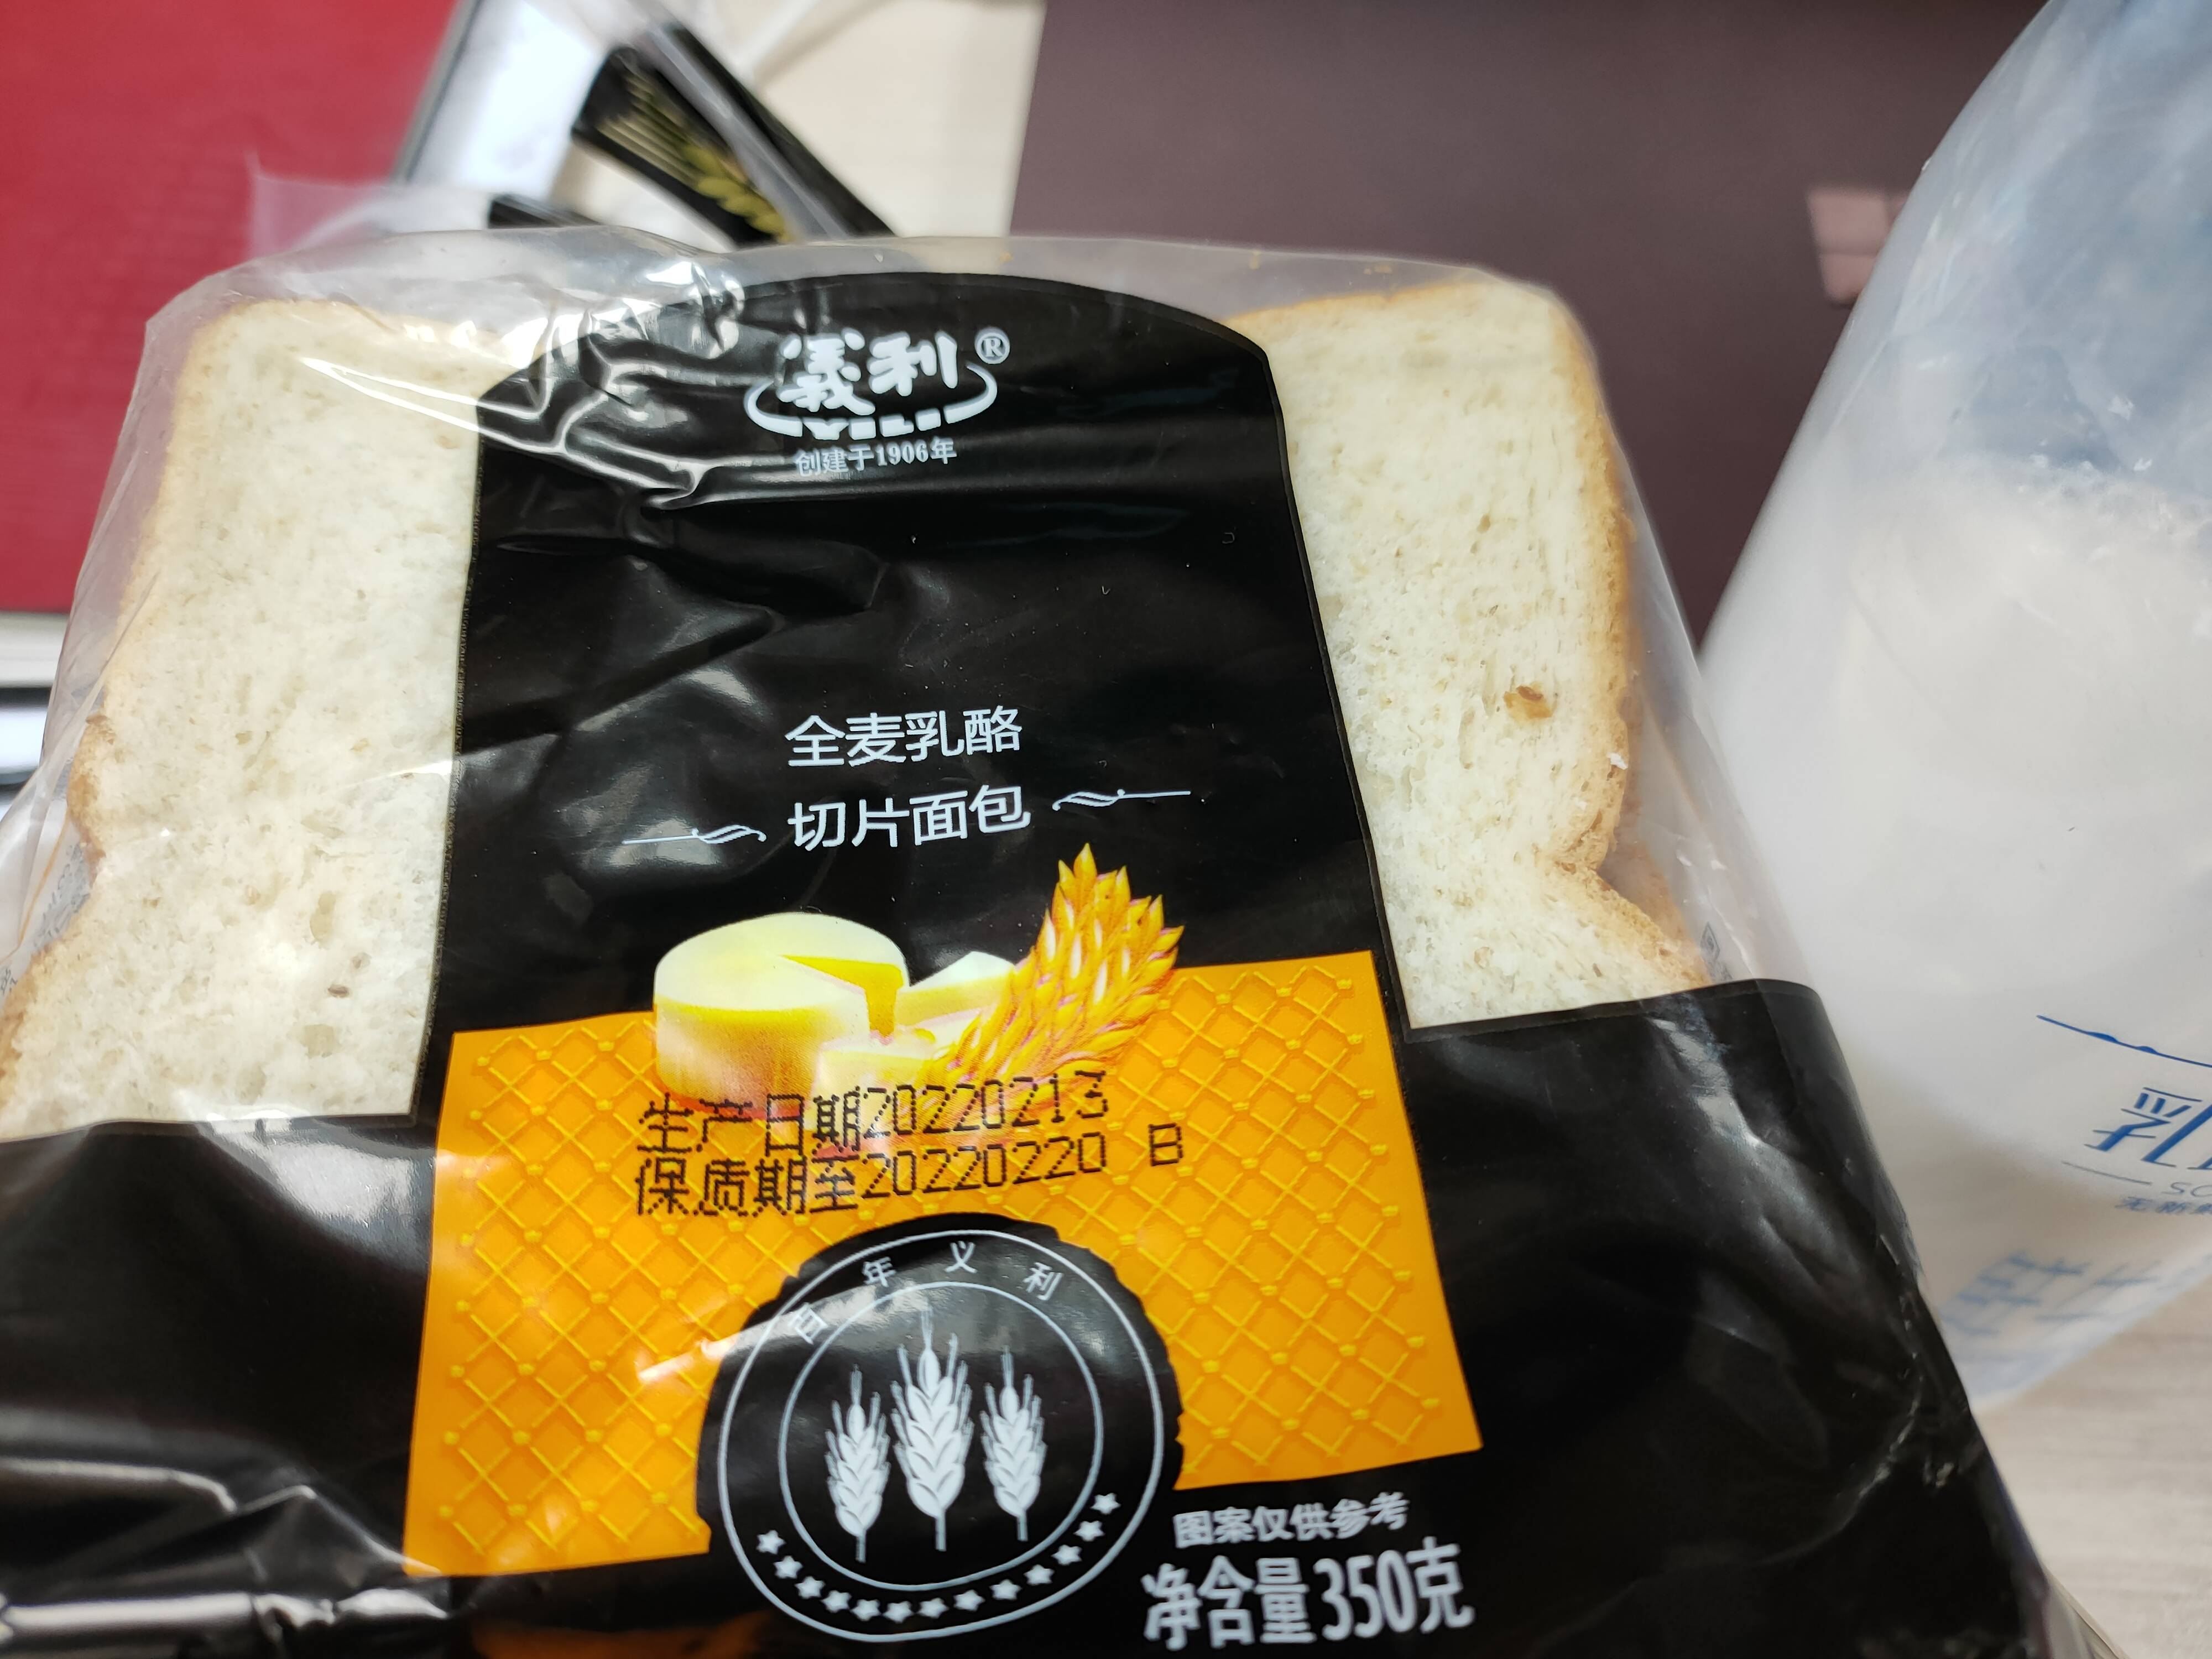 義利®
YILI
创建于1906年
全麦乳酪
切片面包
生产日期20220213
保质期至20220220 B
百年义利
图案仅供参考
净含量350克
乳